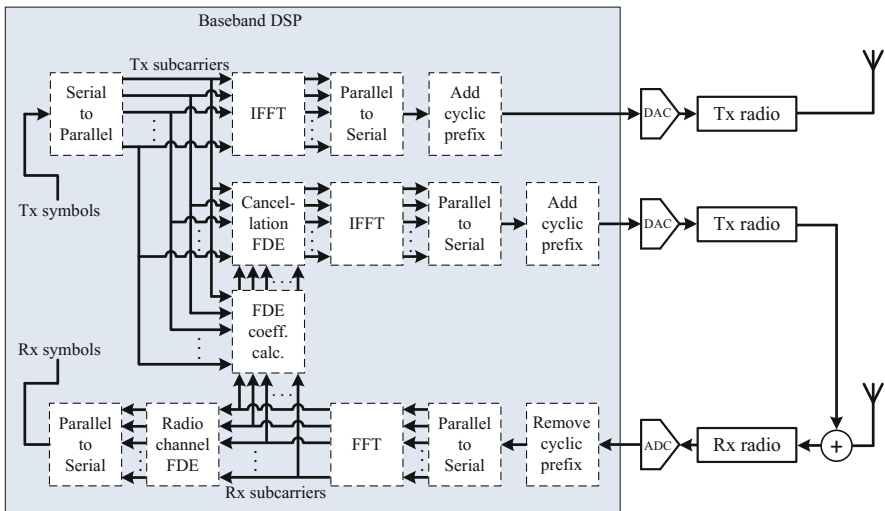 Baseband DSP
Tx subcarriers
Serial
to
Parallel
IFFT
Parallel
to
Serial
Add
cyclic
prefix
DAC
Tx radio
Tx symbols
Cancel-
lation
FDE
IFFT
Parallel
to
Serial
Add
cyclic
prefix
DAC
Tx radio
FDE
coeff.
calc.
Rx symbols
Parallel
to
Serial
Radio
channel
FDE
FFT
Parallel
to
Serial
Remove
cyclic
prefix
ADC
Rx radio
+
Rx subcarriers